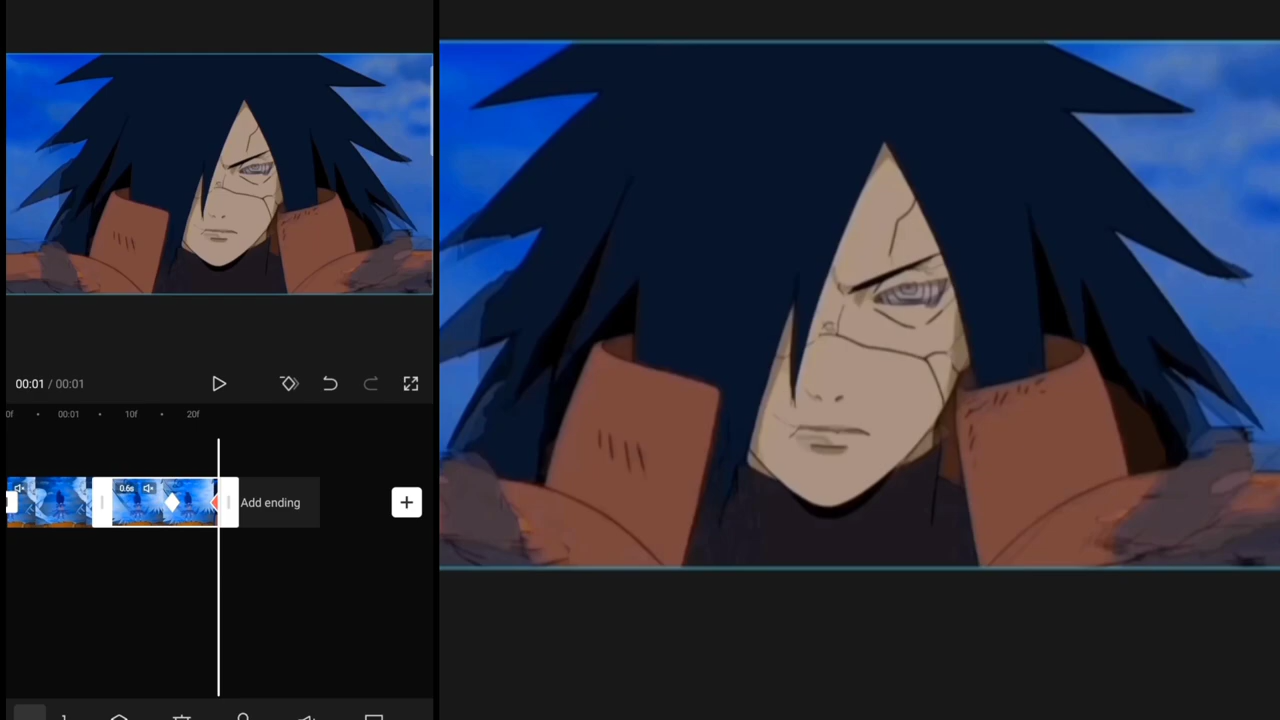 00:01 / 00:01
0f 00:01 10f 20f
0.6s
Add ending